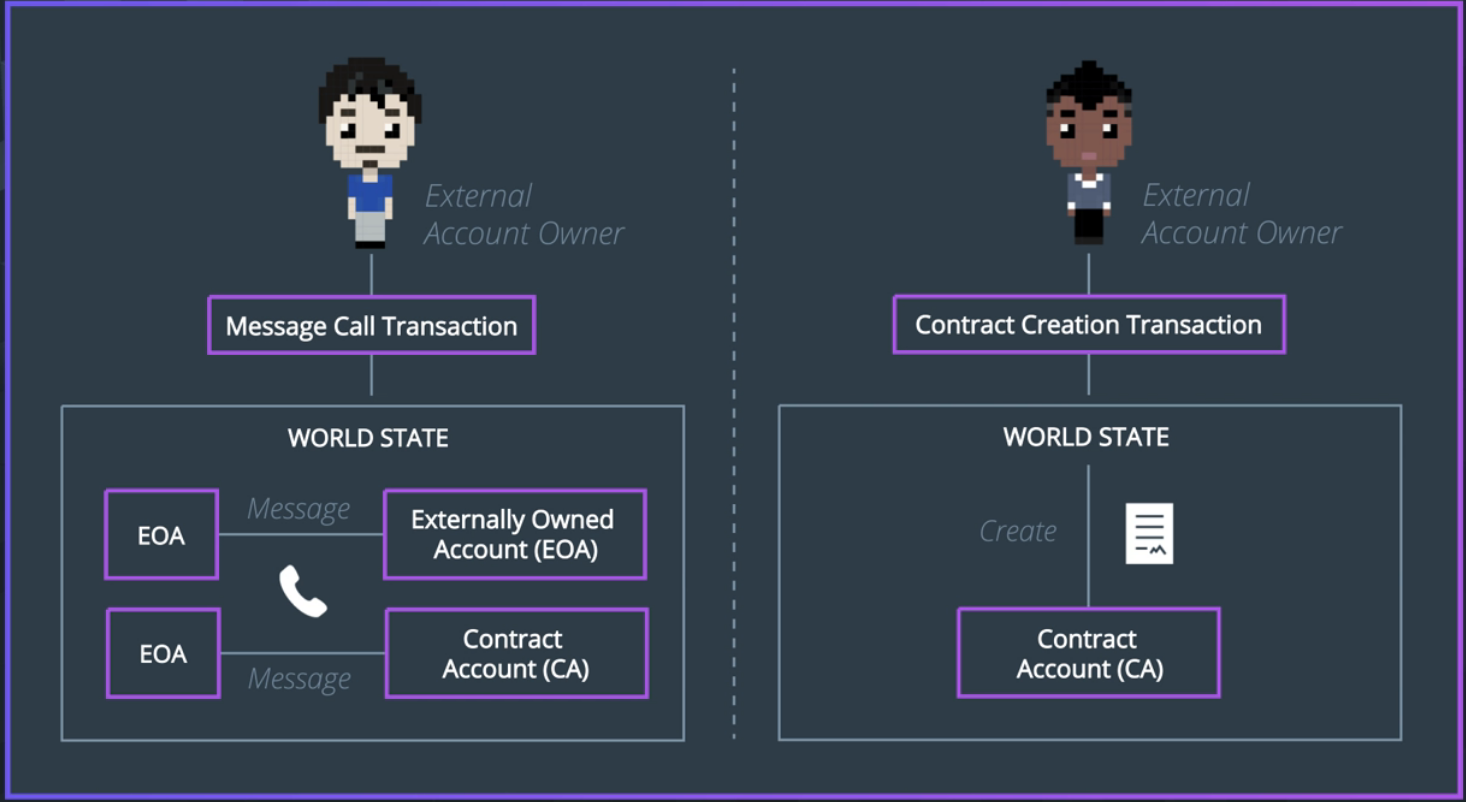 External
Account Owner
Message Call Transaction
WORLD STATE
EOA
Message
Externally Owned
Account (EOA)
EOA
Message
Contract
Account (CA)
External
Account Owner
Contract Creation Transaction
WORLD STATE
Create
Contract
Account (CA)